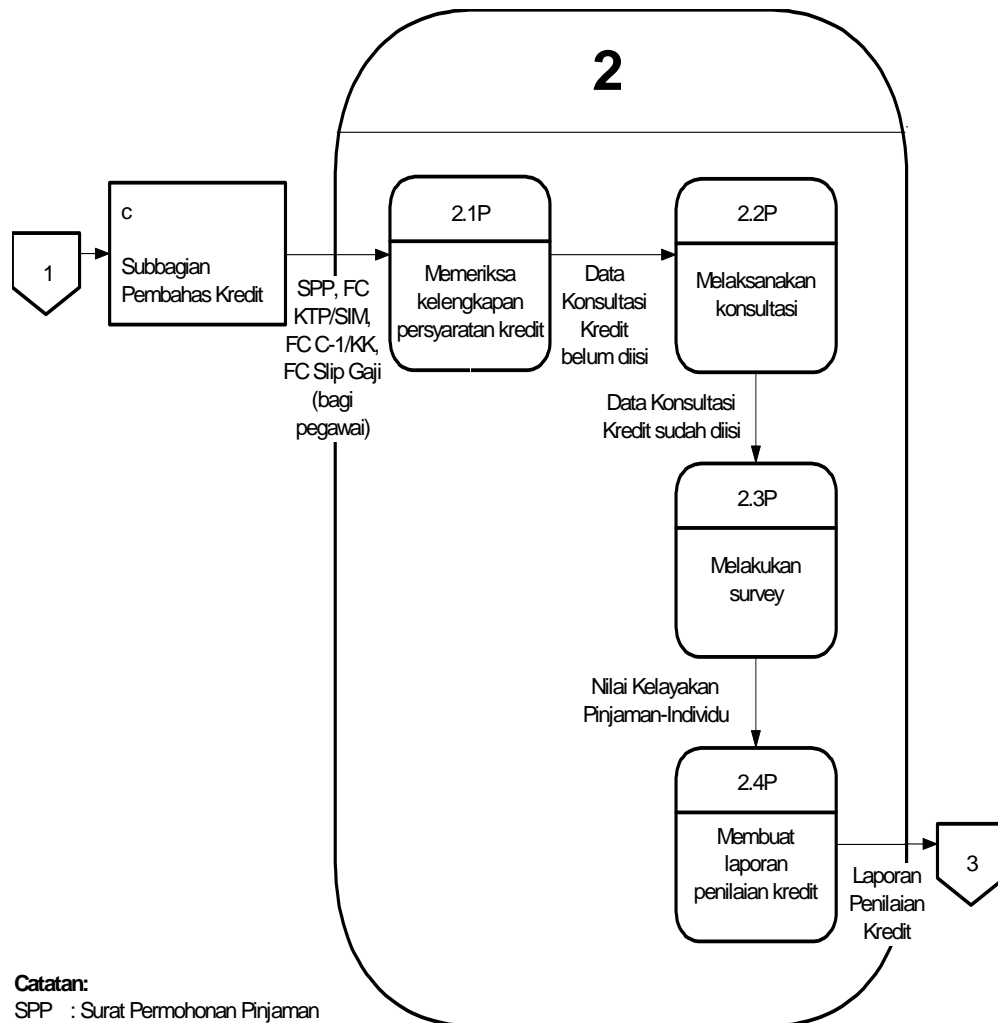 2
1
c
Subbagian
Pembahas Kredit
SPP, FC
KTP/SIM,
FC C-1/KK,
FC Slip Gaji
(bagi
pegawai)
2.1P
Memeriksa
kelengkapan
persyaratan kredit
Data
Konsultasi
Kredit
belum diisi
2.2P
Melaksanakan
konsultasi
Data Konsultasi
Kredit sudah diisi
2.3P
Melakukan
survey
Nilai Kelayakan
Pinjaman-Individu
2.4P
Membuat
laporan
penilaian kredit
Laporan
Penilaian
Kredit
3
Catatan:
SPP : Surat Permohonan Pinjaman